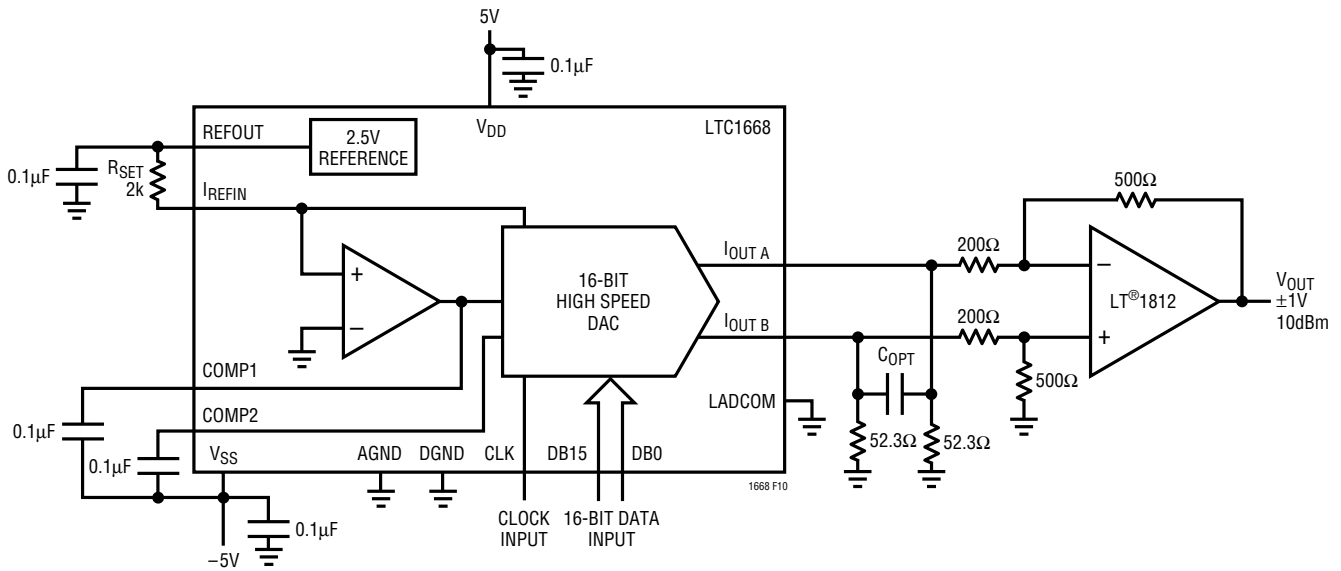 5V
0.1µF
REFOUT
2.5V
REFERENCE
VDD
LTC1668
0.1µF
RSET
2k
IREFIN
+
–
16-BIT
HIGH SPEED
DAC
IOUT A
IOUT B
200Ω
200Ω
500Ω
–
+
LT®1812
VOUT
±1V
10dBm
COPT
500Ω
52.3Ω
52.3Ω
COMP1
COMP2
LADCOM
0.1µF
0.1µF
VSS
AGND
DGND
CLK
DB15
DB0
1668 F10
0.1µF
–5V
CLOCK
INPUT
16-BIT DATA
INPUT